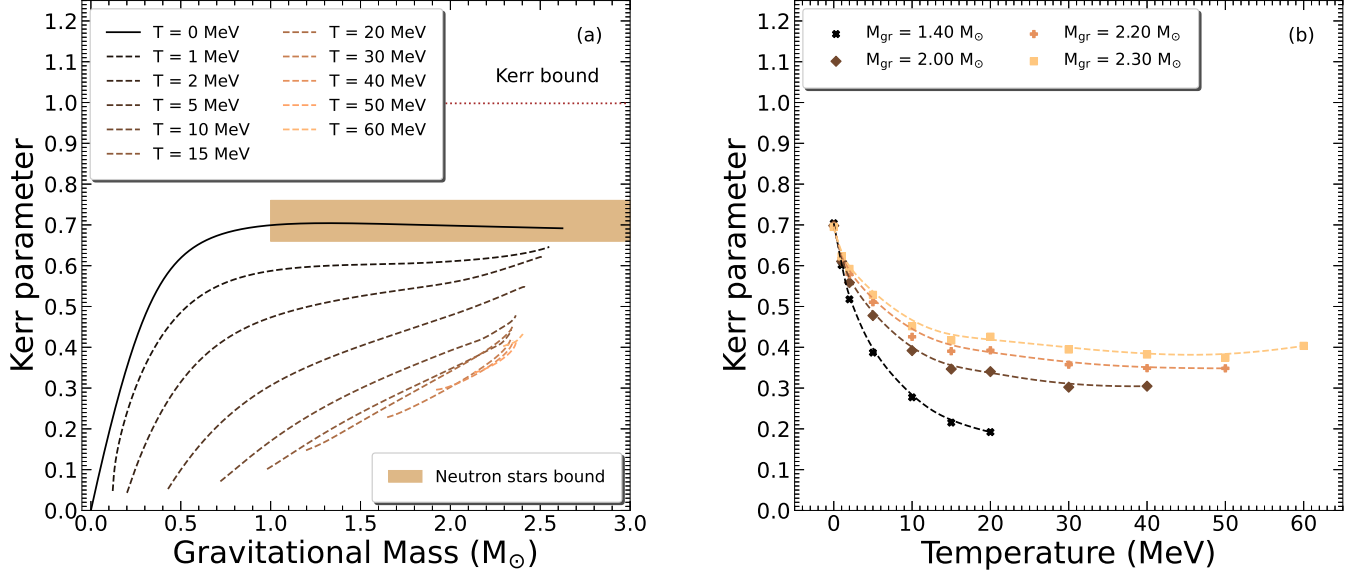 T = 0 MeV
T = 1 MeV
T = 2 MeV
T = 5 MeV
T = 10 MeV
T = 15 MeV
T = 20 MeV
T = 30 MeV
T = 40 MeV
T = 50 MeV
T = 60 MeV
(a)
Kerr bound
Neutron stars bound
Kerr parameter
1.2
1.1
1.0
0.9
0.8
0.7
0.6
0.5
0.4
0.3
0.2
0.1
0.0
0.0 0.5 1.0 1.5 2.0 2.5 3.0
Gravitational Mass (M⊙)
M_gr = 1.40 M⊙
M_gr = 2.00 M⊙
M_gr = 2.20 M⊙
M_gr = 2.30 M⊙
(b)
Kerr parameter
1.2
1.1
1.0
0.9
0.8
0.7
0.6
0.5
0.4
0.3
0.2
0.1
0.0
0 10 20 30 40 50 60
Temperature (MeV)